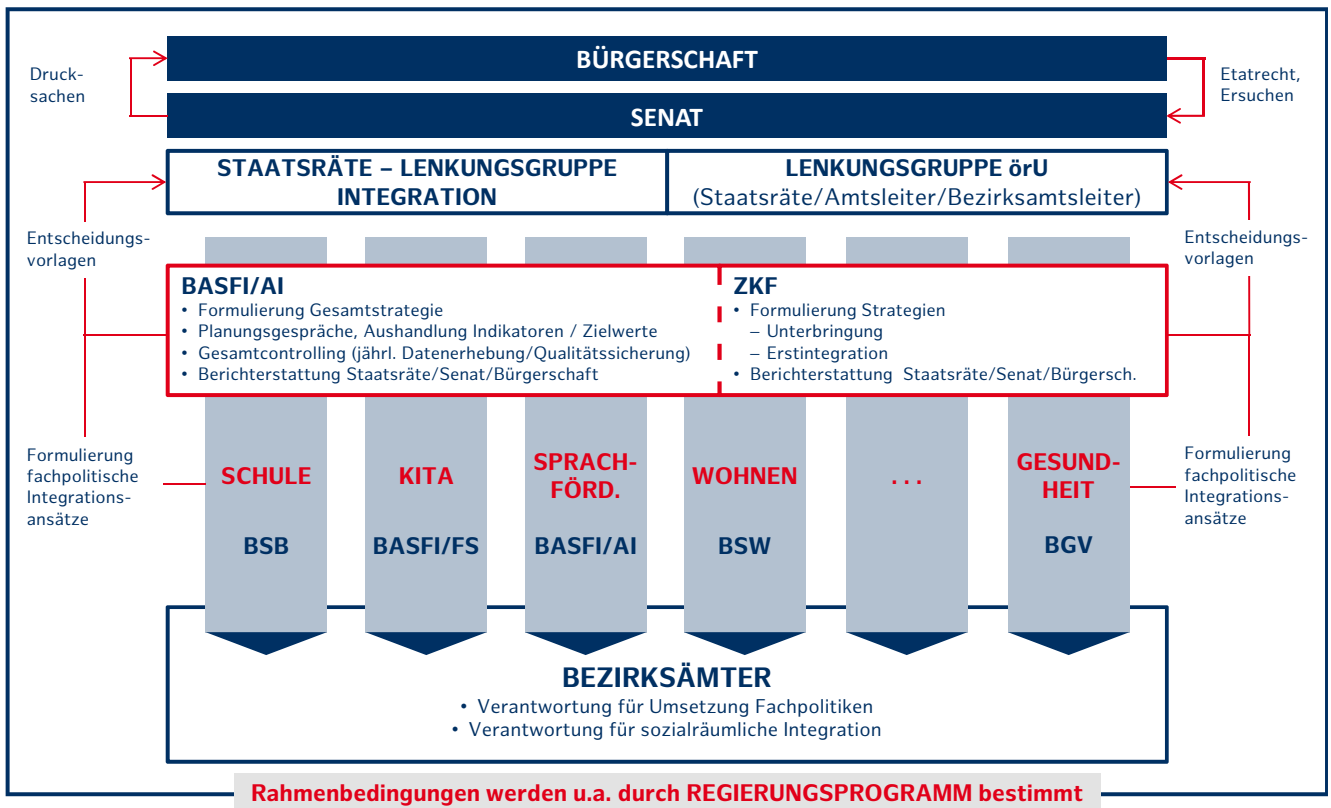 BÜRGERSCHAFT
Druck-
sachen
Etatrecht,
Ersuchen
SENAT
STAATSRÄTE – LENKUNGSGRUPPE
INTEGRATION
LENKUNGSGRUPPE örU
(Staatsräte/Amtsleiter/Bezirksamtsleiter)
Entscheidungs-
vorlagen
Entscheidungs-
vorlagen
BASFI/AI
• Formulierung Gesamtstrategie
• Planungsgespräche, Aushandlung Indikatoren / Zielwerte
• Gesamtcontrolling (jährl. Datenerhebung/Qualitätssicherung)
• Berichterstattung Staatsräte/Senat/Bürgerschaft
ZKF
• Formulierung Strategien
– Unterbringung
– Erstintegration
• Berichterstattung Staatsräte/Senat/Bürgersch.
Formulierung
fachpolitische
Integrations-
ansätze
SCHULE
KITA
SPRACH-
FÖRD.
WOHNEN
...
GESUND-
HEIT
Formulierung
fachpolitische
Integrations-
ansätze
BSB
BASFI/FS
BASFI/AI
BSW
BGV
BEZIRKSÄMTER
• Verantwortung für Umsetzung Fachpolitiken
• Verantwortung für sozialräumliche Integration
Rahmenbedingungen werden u.a. durch REGIERUNGSPROGRAMM bestimmt